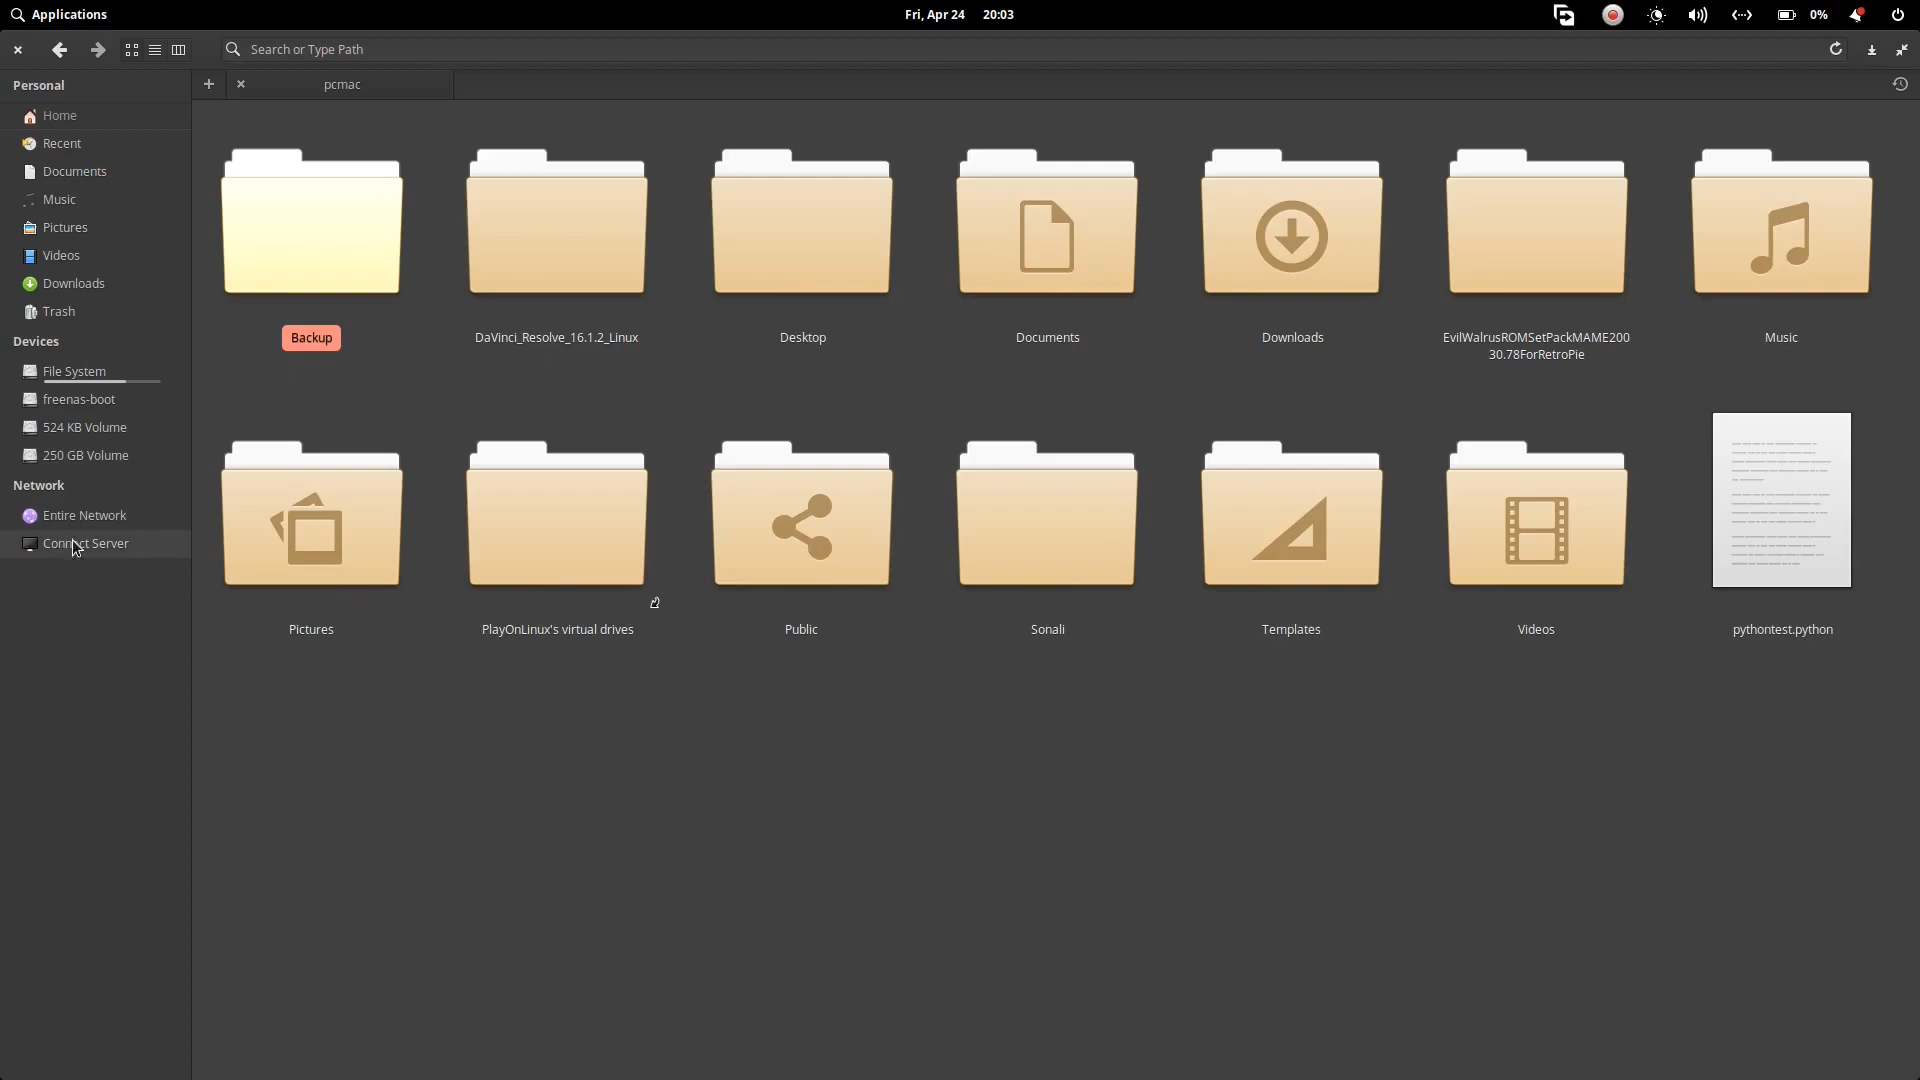 Applications
Fri, Apr 24 20:03
0%
Search or Type Path
Personal
pcmac
Home
Recent
Documents
Music
Pictures
Videos
Downloads
Trash
Devices
File System
freenas-boot
524 KB Volume
250 GB Volume
Network
Entire Network
Connect Server
Backup
DaVinci_Resolve_16.1.2_Linux
Desktop
Documents
Downloads
EvilWalrusROMSetPackMAME200
30.78ForRetroPie
Music
Pictures
PlayOnLinux's virtual drives
Public
Sonali
Templates
Videos
pythontest.python